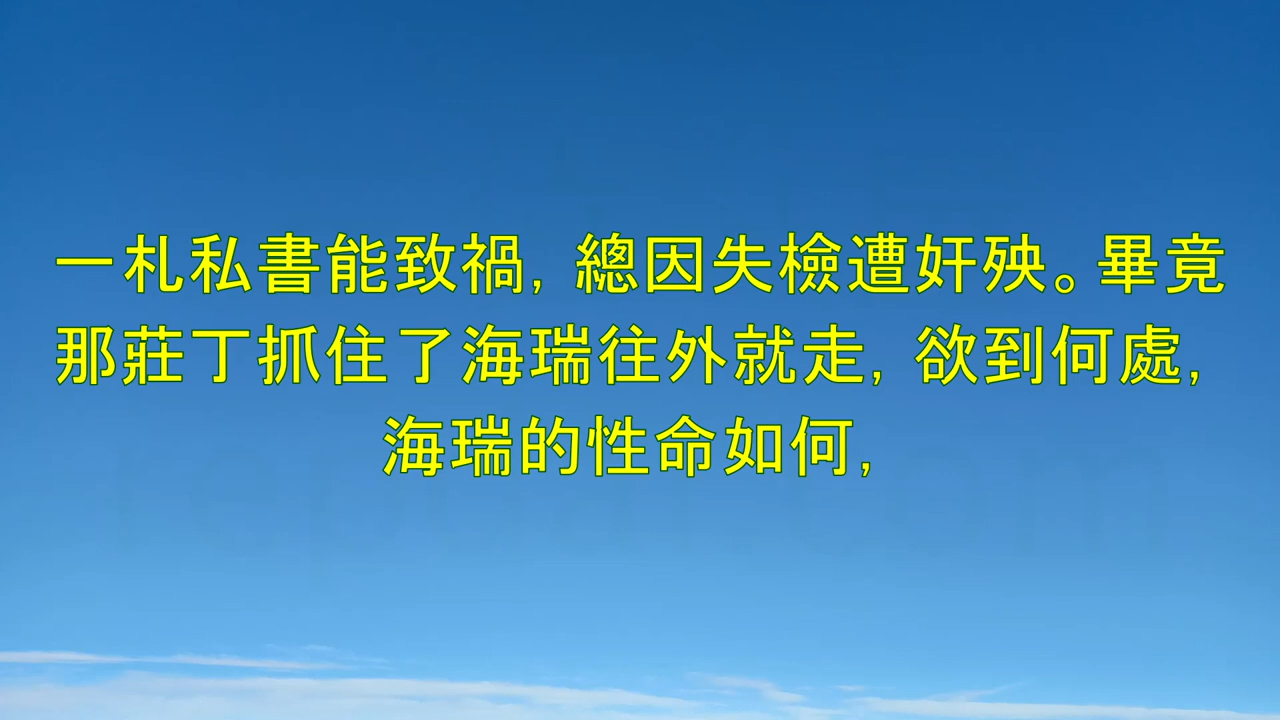 一札私書能致禍,總因失檢遭奸殃。畢竟
那莊丁抓住了海瑞往外就走,欲到何處,
海瑞的性命如何,